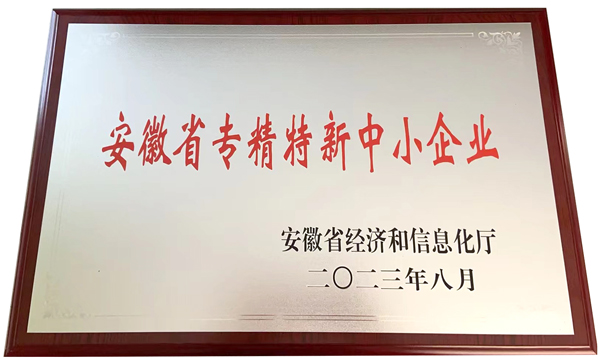 安徽省专精特新中小企业
安徽省经济和信息化厅
二〇二三年八月